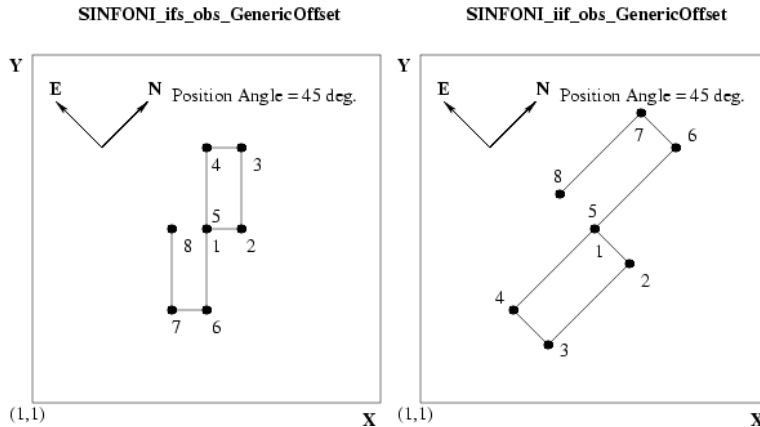 SINFONI_ifs_obs_GenericOffset
Y
E
N
Position Angle = 45 deg.
4
3
5
8
1
2
7
6
(1,1)
X
SINFONI_iif_obs_GenericOffset
Y
E
N
Position Angle = 45 deg.
7
6
8
5
1
2
4
3
(1,1)
X